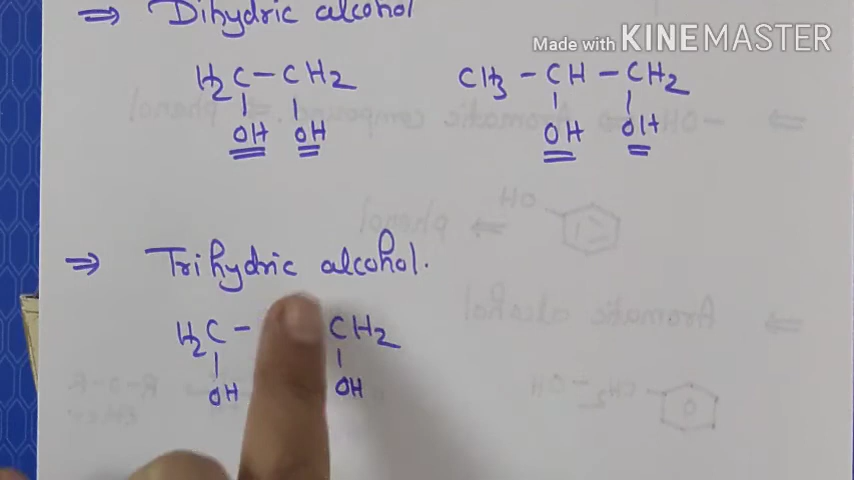 ⇒ Dihydric alcohol
Made with KINEMASTER
H2C – CH2 CH3 – CH – CH2
OH OH OH OH
⇒ Trihydric alcohol.
H2C – CH2
OH OH